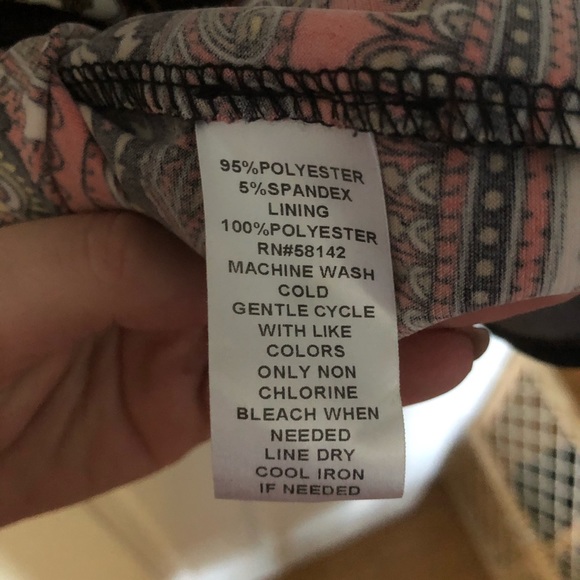 95%POLYESTER
5%SPANDEX
LINING
100%POLYESTER
RN#58142
MACHINE WASH
COLD
GENTLE CYCLE
WITH LIKE
COLORS
ONLY NON
CHLORINE
BLEACH WHEN
NEEDED
LINE DRY
COOL IRON
IF NEEDED